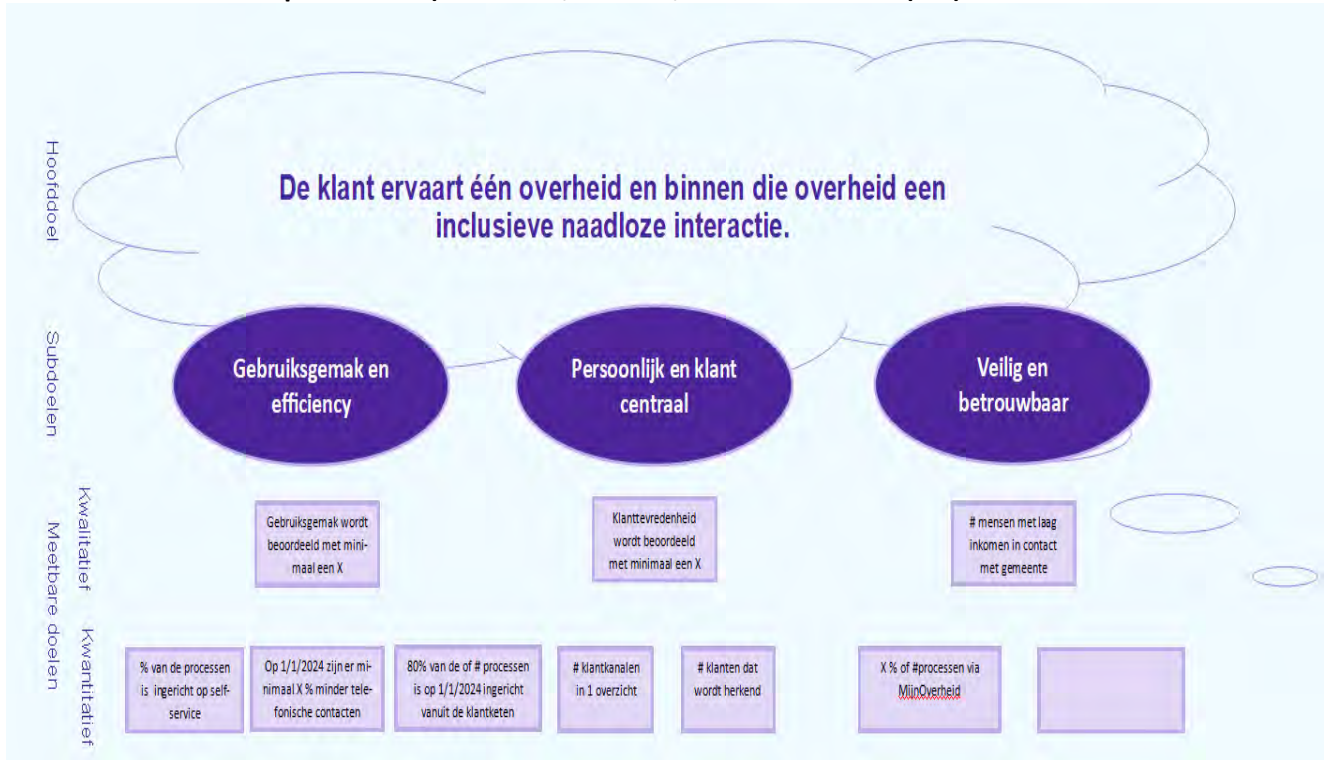 Hoofddoel
De klant ervaart één overheid en binnen die overheid een
inclusieve naadloze interactie.
Subdoelen
Gebruiksgemak en
efficiency
Persoonlijk en klant
centraal
Veilig en
betrouwbaar
Meetbare doelen
Kwalitatief
Gebruiksgemak wordt
beoordeeld met mini-
maal een X
Klanttevredenheid
wordt beoordeeld
met minimaal een X
# mensen met laag
inkomen in contact
met gemeente
Kwantitatief
% van de processen
is ingericht op self-
service
Op 1/1/2024 zijn er mi-
nimaal X % minder tele-
fonische contacten
80% van de of # processen
is op 1/1/2024 ingericht
vanuit de klantketen
# klantkanalen
in 1 overzicht
# klanten dat
wordt herkend
X % of #processen via
MijnOverheid